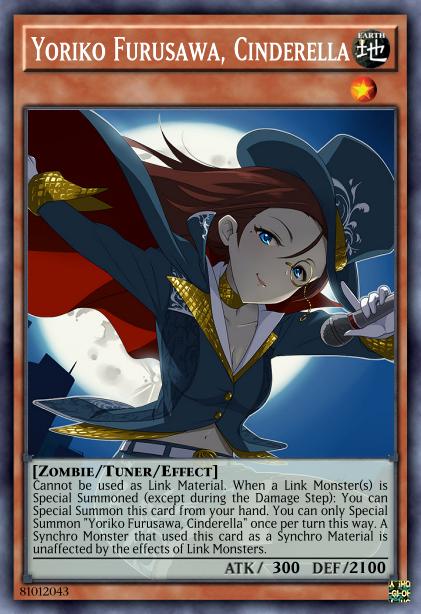 YORIKO FURUSAWA, CINDERELLA
EARTH
地
[ZOMBIE/TUNER/EFFECT]
Cannot be used as Link Material. When a Link Monster(s) is
Special Summoned (except during the Damage Step): You can
Special Summon this card from your hand. You can only Special
Summon "Yoriko Furusawa, Cinderella" once per turn this way. A
Synchro Monster that used this card as a Synchro Material is
unaffected by the effects of Link Monsters.
ATK / 300 DEF/2100
81012043